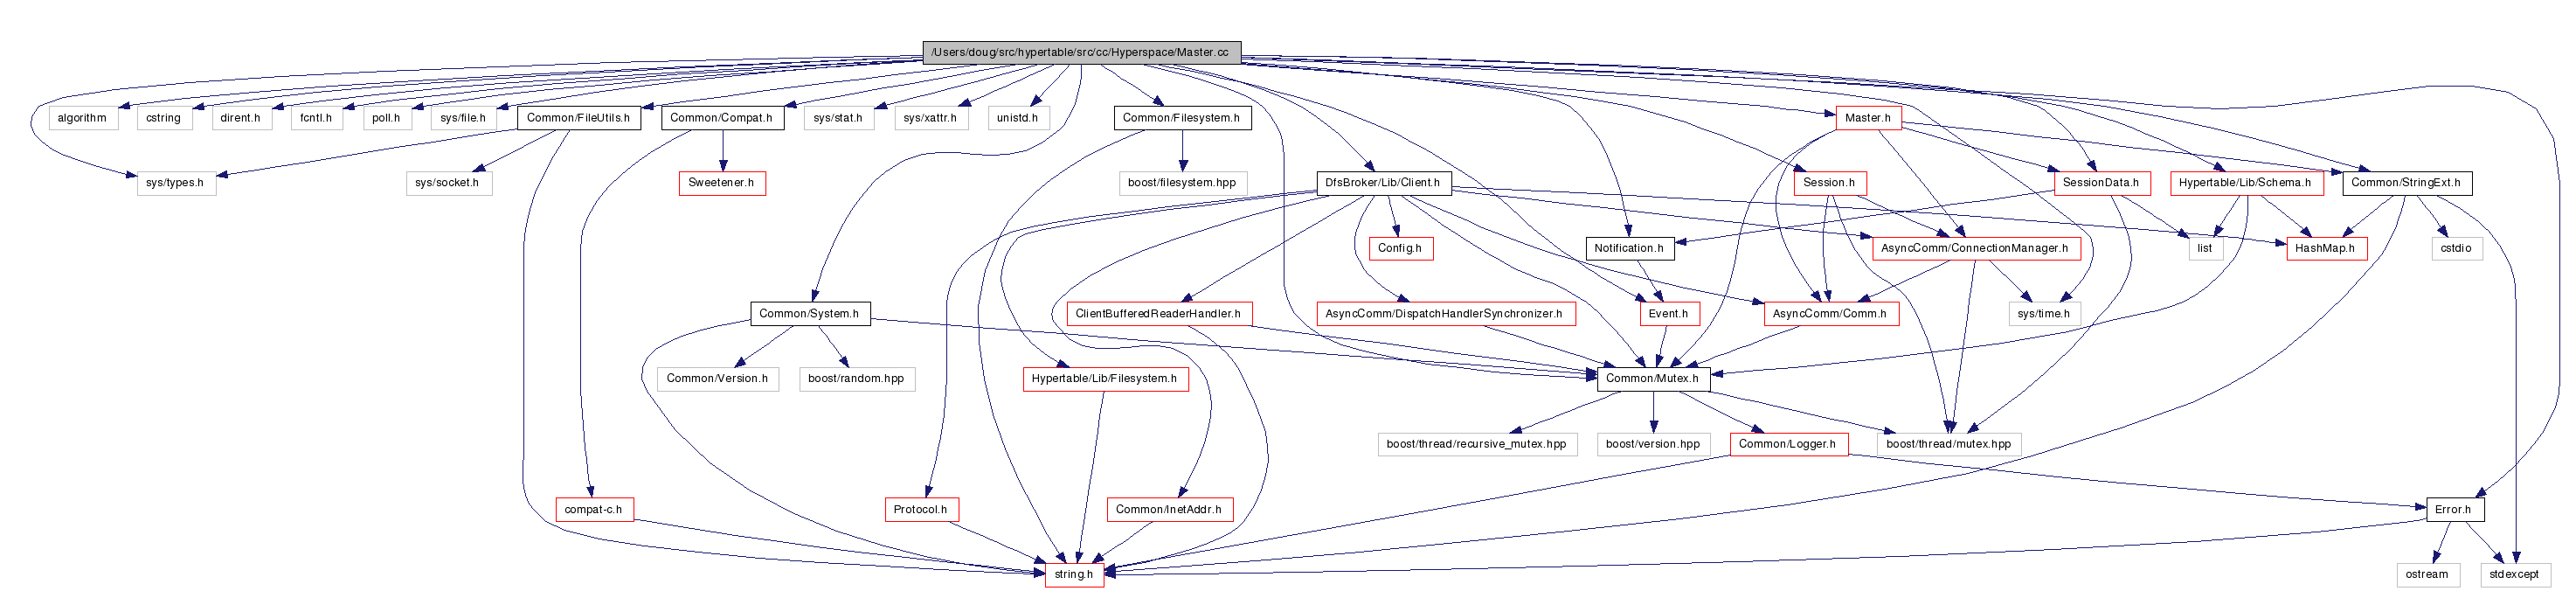 /Users/doug/src/hypertable/src/cc/Hyperspace/Master.cc
algorithm
cstring
dirent.h
fcntl.h
poll.h
sys/file.h
Common/FileUtils.h
Common/Compat.h
sys/stat.h
sys/xattr.h
unistd.h
Common/Filesystem.h
Master.h
sys/types.h
sys/socket.h
Sweetener.h
boost/filesystem.hpp
DfsBroker/Lib/Client.h
Session.h
SessionData.h
Hypertable/Lib/Schema.h
Common/StringExt.h
Config.h
Notification.h
AsyncComm/ConnectionManager.h
list
HashMap.h
cstdio
Common/System.h
ClientBufferedReaderHandler.h
AsyncComm/DispatchHandlerSynchronizer.h
Event.h
AsyncComm/Comm.h
sys/time.h
Common/Version.h
boost/random.hpp
Hypertable/Lib/Filesystem.h
Common/Mutex.h
boost/thread/recursive_mutex.hpp
boost/version.hpp
Common/Logger.h
boost/thread/mutex.hpp
compat-c.h
Protocol.h
Common/InetAddr.h
Error.h
string.h
ostream
stdexcept